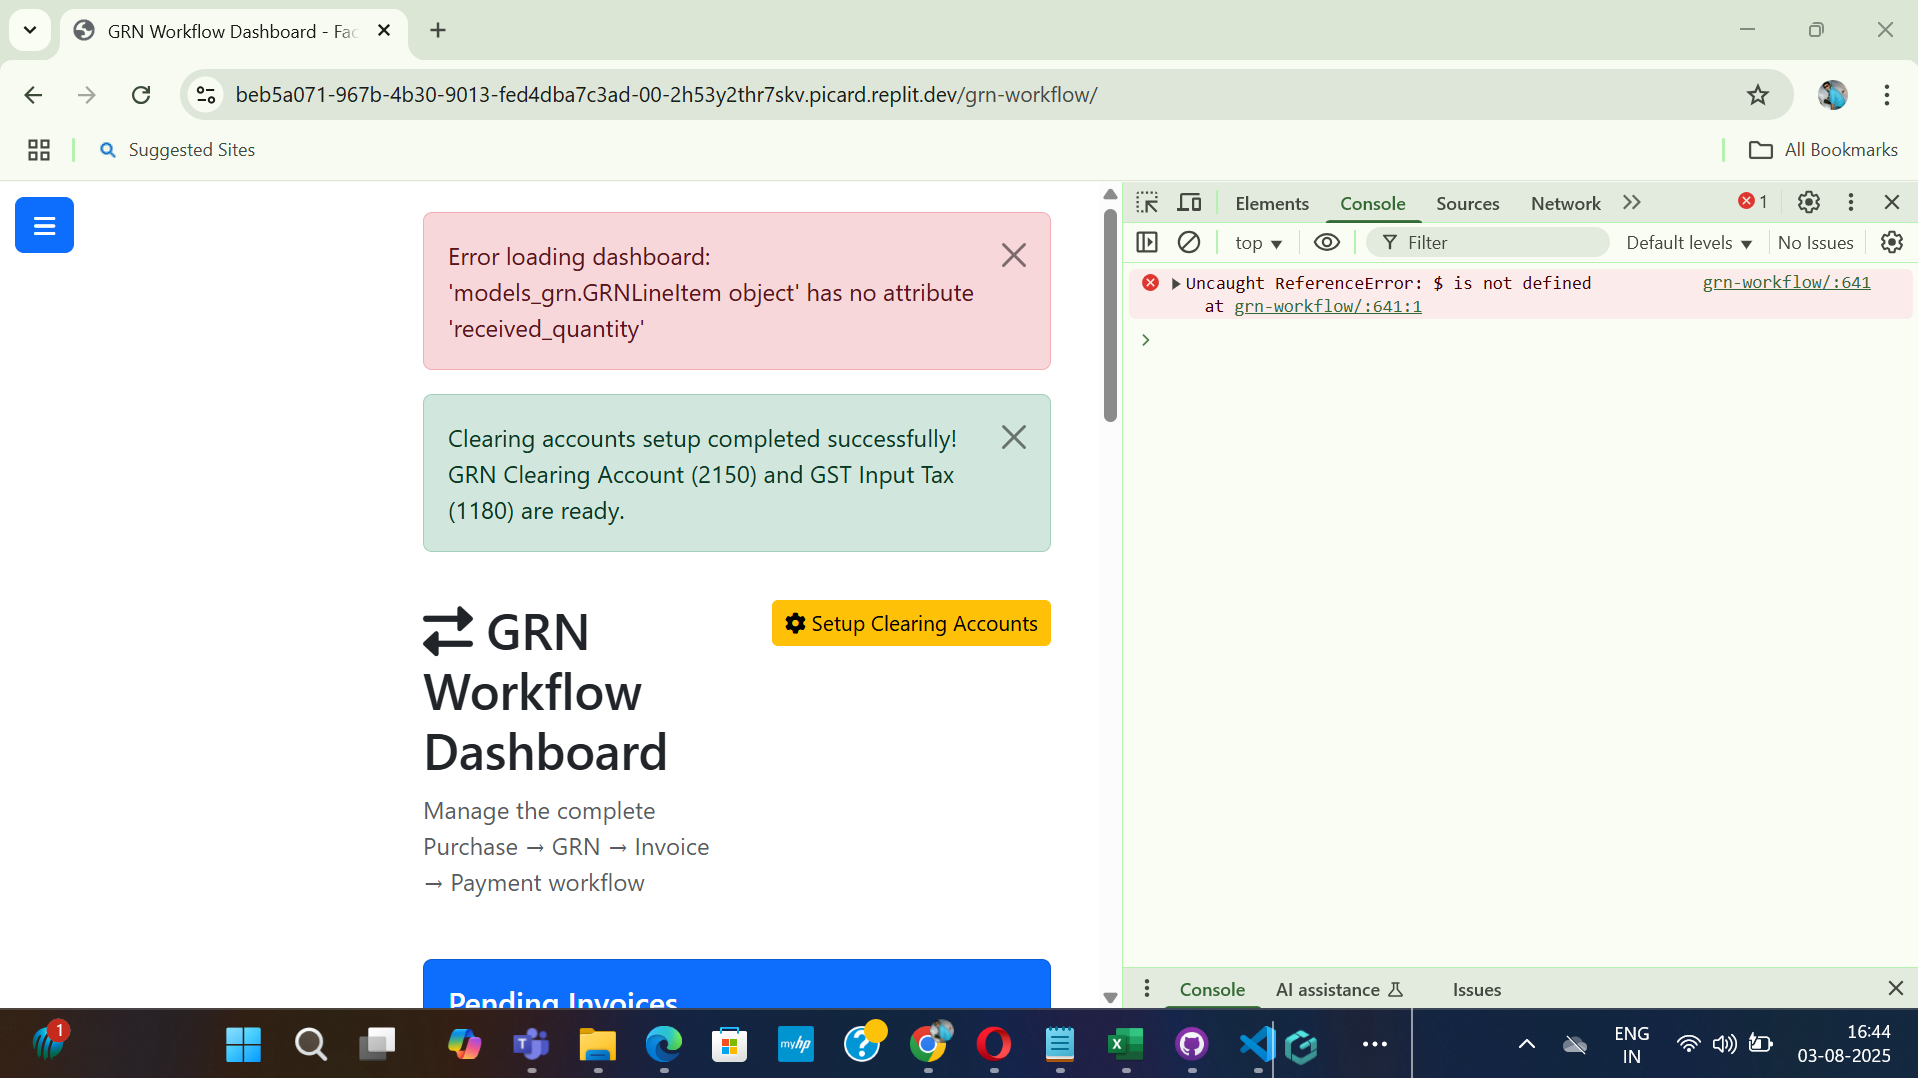 GRN Workflow Dashboard - Fac
beb5a071-967b-4b30-9013-fed4dba7c3ad-00-2h53y2thr7skv.picard.replit.dev/grn-workflow/
Suggested Sites
All Bookmarks
Error loading dashboard:
'models_grn.GRNLineItem object' has no attribute
'received_quantity'
Clearing accounts setup completed successfully!
GRN Clearing Account (2150) and GST Input Tax
(1180) are ready.
GRN
Workflow
Dashboard
Setup Clearing Accounts
Manage the complete
Purchase → GRN → Invoice
→ Payment workflow
Pending Invoices
Elements Console Sources Network 1
top Filter Default levels No Issues
Uncaught ReferenceError: $ is not defined grn-workflow/:641
at grn-workflow/:641:1
Console AI assistance Issues
1
myhp
ENG
IN
16:44
03-08-2025